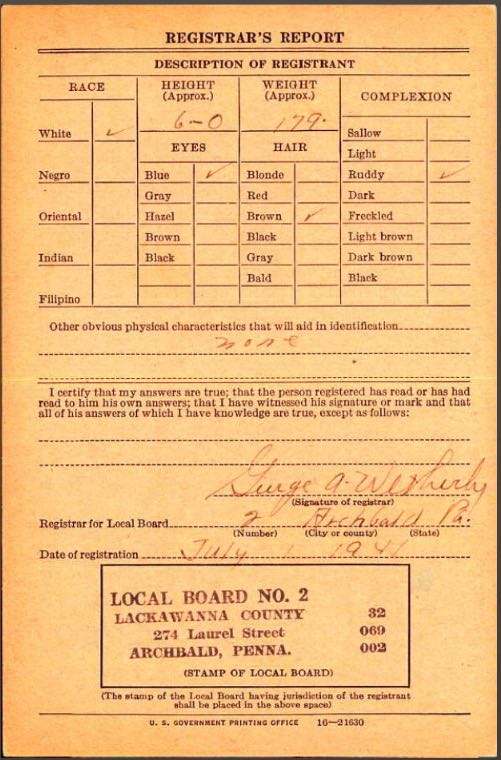 REGISTRAR'S REPORT
DESCRIPTION OF REGISTRANT
RACE HEIGHT (Approx.) WEIGHT (Approx.) COMPLEXION
6-0 179
White ✓ Sallow
EYES HAIR Light
Negro Blue ✓ Blonde Ruddy ✓
Gray Red Dark
Oriental Hazel Brown ✓ Freckled
Brown Black Light brown
Indian Black Gray Dark brown
Bald Black
Filipino
Other obvious physical characteristics that will aid in identification
none
I certify that my answers are true; that the person registered has read or has had
read to him his own answers; that I have witnessed his signature or mark and that
all of his answers of which I have knowledge are true, except as follows:
George A. Wetherby
(Signature of registrar)
Registrar for Local Board 2 Archbald Pa.
(Number) (City or county) (State)
Date of registration July 1 1941
LOCAL BOARD NO. 2
LACKAWANNA COUNTY 32
274 Laurel Street 069
ARCHBALD, PENNA. 002
(STAMP OF LOCAL BOARD)
(The stamp of the Local Board having jurisdiction of the registrant
shall be placed in the above space)
U. S. GOVERNMENT PRINTING OFFICE 16—21630